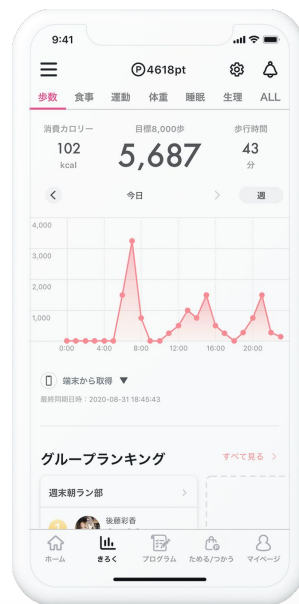 9:41
Ⓟ4618pt
歩数 食事 運動 体重 睡眠 生理 ALL
消費カロリー 目標8,000歩 歩行時間
102 5,687 43
kcal 分
今日 週
4,000
3,000
2,000
1,000
0:00 4:00 8:00 12:00 16:00 20:00
端末から取得 ▼
最終同期日時：2020-08-31 18:45:43
グループランキング すべて見る
週末朝ラン部
1 後藤彩香
ホーム きろく プログラム ためる/つかう マイページ